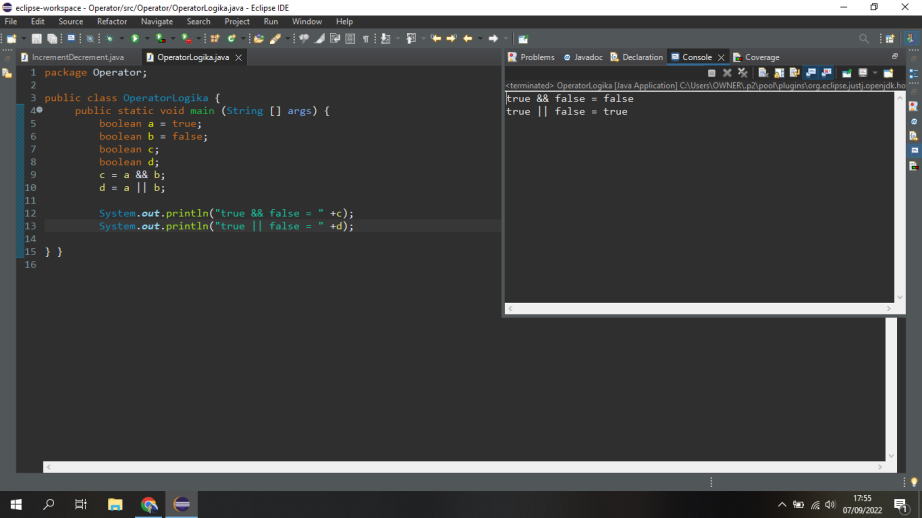 eclipse-workspace - Operator/src/Operator/OperatorLogika.java - Eclipse IDE
File Edit Source Refactor Navigate Search Project Run Window Help
IncrementDecrement.java OperatorLogika.java
1 package Operator;
2
3 public class OperatorLogika {
4 public static void main (String [] args) {
5 boolean a = true;
6 boolean b = false;
7 boolean c;
8 boolean d;
9 c = a && b;
10 d = a || b;
11
12 System.out.println("true && false = " +c);
13 System.out.println("true || false = " +d);
14
15 } }
16
Problems Javadoc Declaration Console Coverage
<terminated> OperatorLogika [Java Application] C:\Users\OWNER\.p2\pool\plugins\org.eclipse.justj.openjdk.ho
true && false = false
true || false = true
17:55
07/09/2022
1